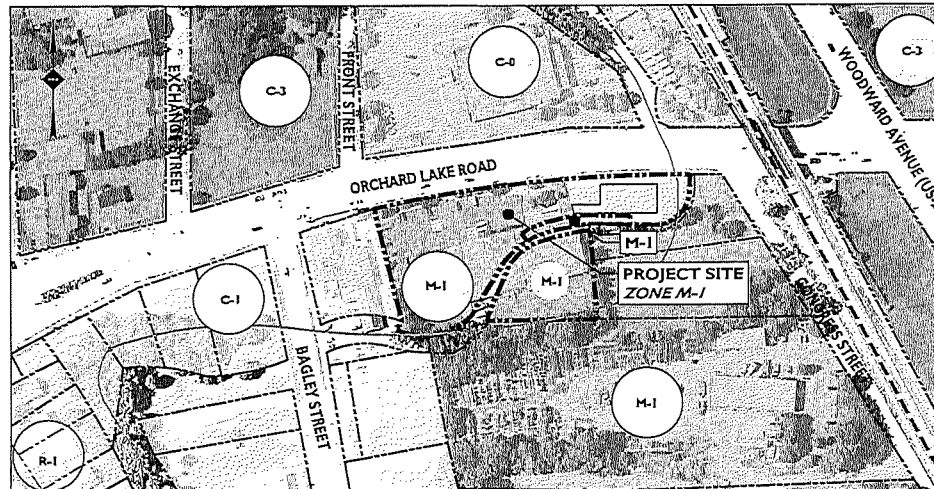 C-0
C-3
C-3
EXCHANGE STREET
FRONT STREET
WOODWARD AVENUE (US
ORCHARD LAKE ROAD
M-1
M-1
M-1
PROJECT SITE
ZONE M-1
C-1
BAGLEY STREET
STREET
M-1
R-1